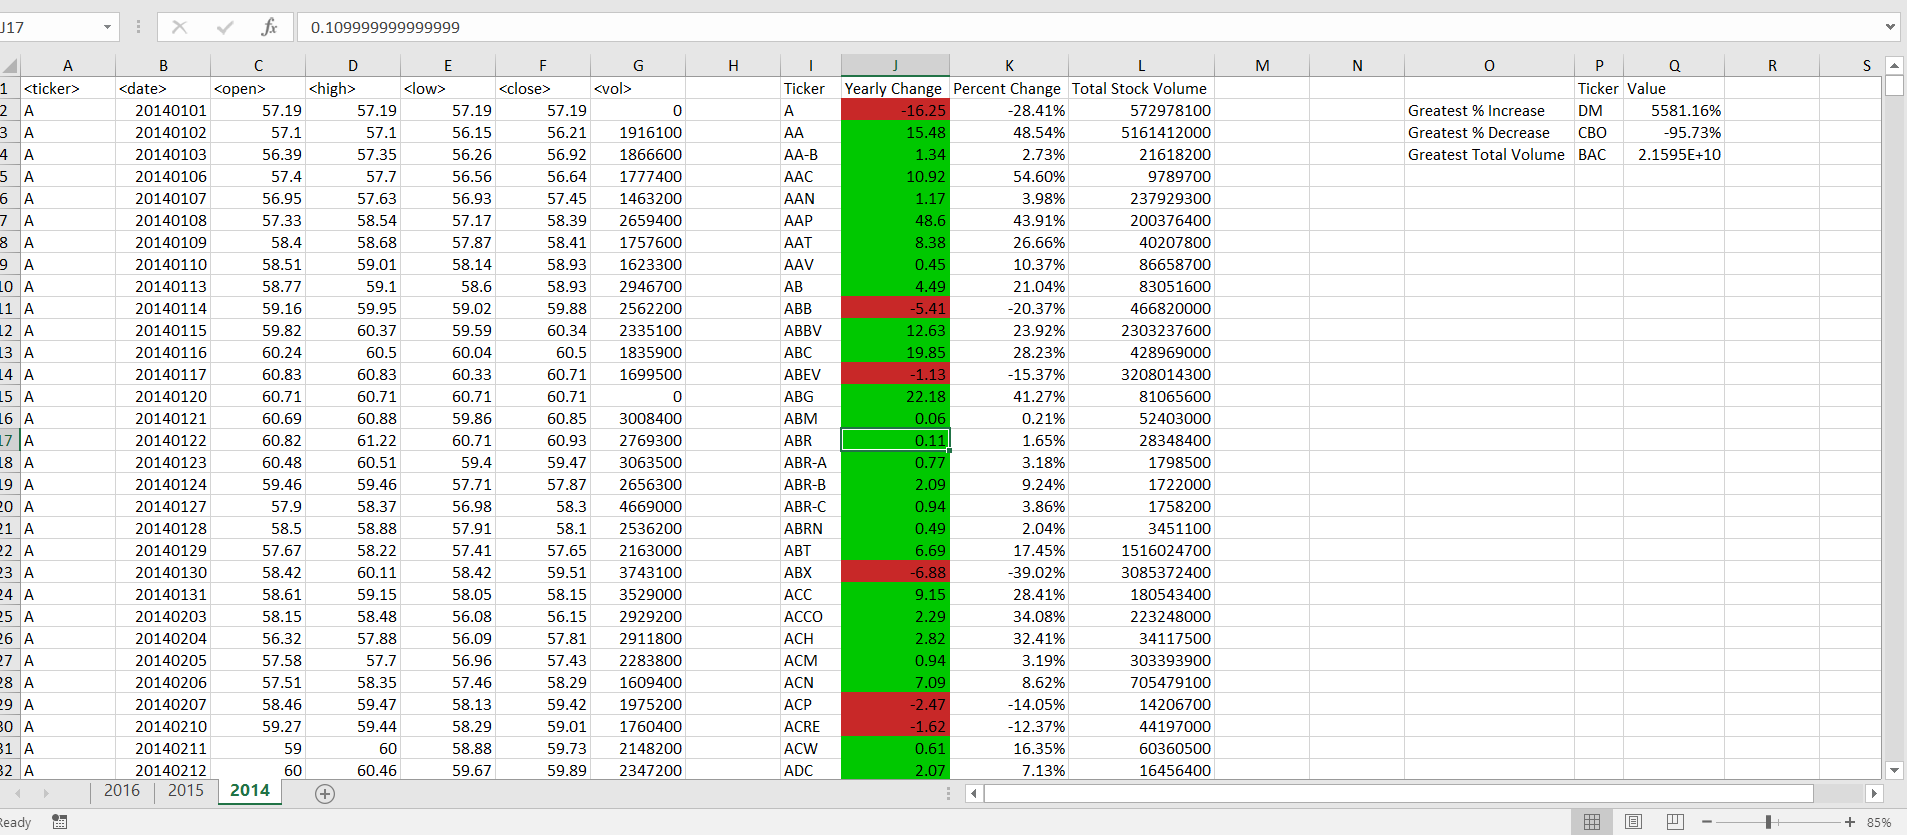 J17 fx 0.109999999999999
A B C D E F G H I J K L M N O P Q R S
1 <ticker> <date> <open> <high> <low> <close> <vol> Ticker Yearly Change Percent Change Total Stock Volume Ticker Value
2 A 20140101 57.19 57.19 57.19 57.19 0 A -16.25 -28.41% 572978100 Greatest % Increase DM 5581.16%
3 A 20140102 57.1 57.1 56.15 56.21 1916100 AA 15.48 48.54% 5161412000 Greatest % Decrease CBO -95.73%
4 A 20140103 56.39 57.35 56.26 56.92 1866600 AA-B 1.34 2.73% 21618200 Greatest Total Volume BAC 2.1595E+10
5 A 20140106 57.4 57.7 56.56 56.64 1777400 AAC 10.92 54.60% 9789700
6 A 20140107 56.95 57.63 56.93 57.45 1463200 AAN 1.17 3.98% 237929300
7 A 20140108 57.33 58.54 57.17 58.39 2659400 AAP 48.6 43.91% 200376400
8 A 20140109 58.4 58.68 57.87 58.41 1757600 AAT 8.38 26.66% 40207800
9 A 20140110 58.51 59.01 58.14 58.93 1623300 AAV 0.45 10.37% 86658700
10 A 20140113 58.77 59.1 58.6 58.93 2946700 AB 4.49 21.04% 83051600
11 A 20140114 59.16 59.95 59.02 59.88 2562200 ABB -5.41 -20.37% 466820000
12 A 20140115 59.82 60.37 59.59 60.34 2335100 ABBV 12.63 23.92% 2303237600
13 A 20140116 60.24 60.5 60.04 60.5 1835900 ABC 19.85 28.23% 428969000
14 A 20140117 60.83 60.83 60.33 60.71 1699500 ABEV -1.13 -15.37% 3208014300
15 A 20140120 60.71 60.71 60.71 60.71 0 ABG 22.18 41.27% 81065600
16 A 20140121 60.69 60.88 59.86 60.85 3008400 ABM 0.06 0.21% 52403000
17 A 20140122 60.82 61.22 60.71 60.93 2769300 ABR 0.11 1.65% 28348400
18 A 20140123 60.48 60.51 59.4 59.47 3063500 ABR-A 0.77 3.18% 1798500
19 A 20140124 59.46 59.46 57.71 57.87 2656300 ABR-B 2.09 9.24% 1722000
20 A 20140127 57.9 58.37 56.98 58.3 4669000 ABR-C 0.94 3.86% 1758200
21 A 20140128 58.5 58.88 57.91 58.1 2536200 ABRN 0.49 2.04% 3451100
22 A 20140129 57.67 58.22 57.41 57.65 2163000 ABT 6.69 17.45% 1516024700
23 A 20140130 58.42 60.11 58.42 59.51 3743100 ABX -6.88 -39.02% 3085372400
24 A 20140131 58.61 59.15 58.05 58.15 3529000 ACC 9.15 28.41% 180543400
25 A 20140203 58.15 58.48 56.08 56.15 2929200 ACCO 2.29 34.08% 223248000
26 A 20140204 56.32 57.88 56.09 57.81 2911800 ACH 2.82 32.41% 34117500
27 A 20140205 57.58 57.7 56.96 57.43 2283800 ACM 0.94 3.19% 303393900
28 A 20140206 57.51 58.35 57.46 58.29 1609400 ACN 7.09 8.62% 705479100
29 A 20140207 58.46 59.47 58.13 59.42 1975200 ACP -2.47 -14.05% 14206700
30 A 20140210 59.27 59.44 58.29 59.01 1760400 ACRE -1.62 -12.37% 44197000
31 A 20140211 59 60 58.88 59.73 2148200 ACW 0.61 16.35% 60360500
32 A 20140212 60 60.46 59.67 59.89 2347200 ADC 2.07 7.13% 16456400
2016 2015 2014
Ready 85%